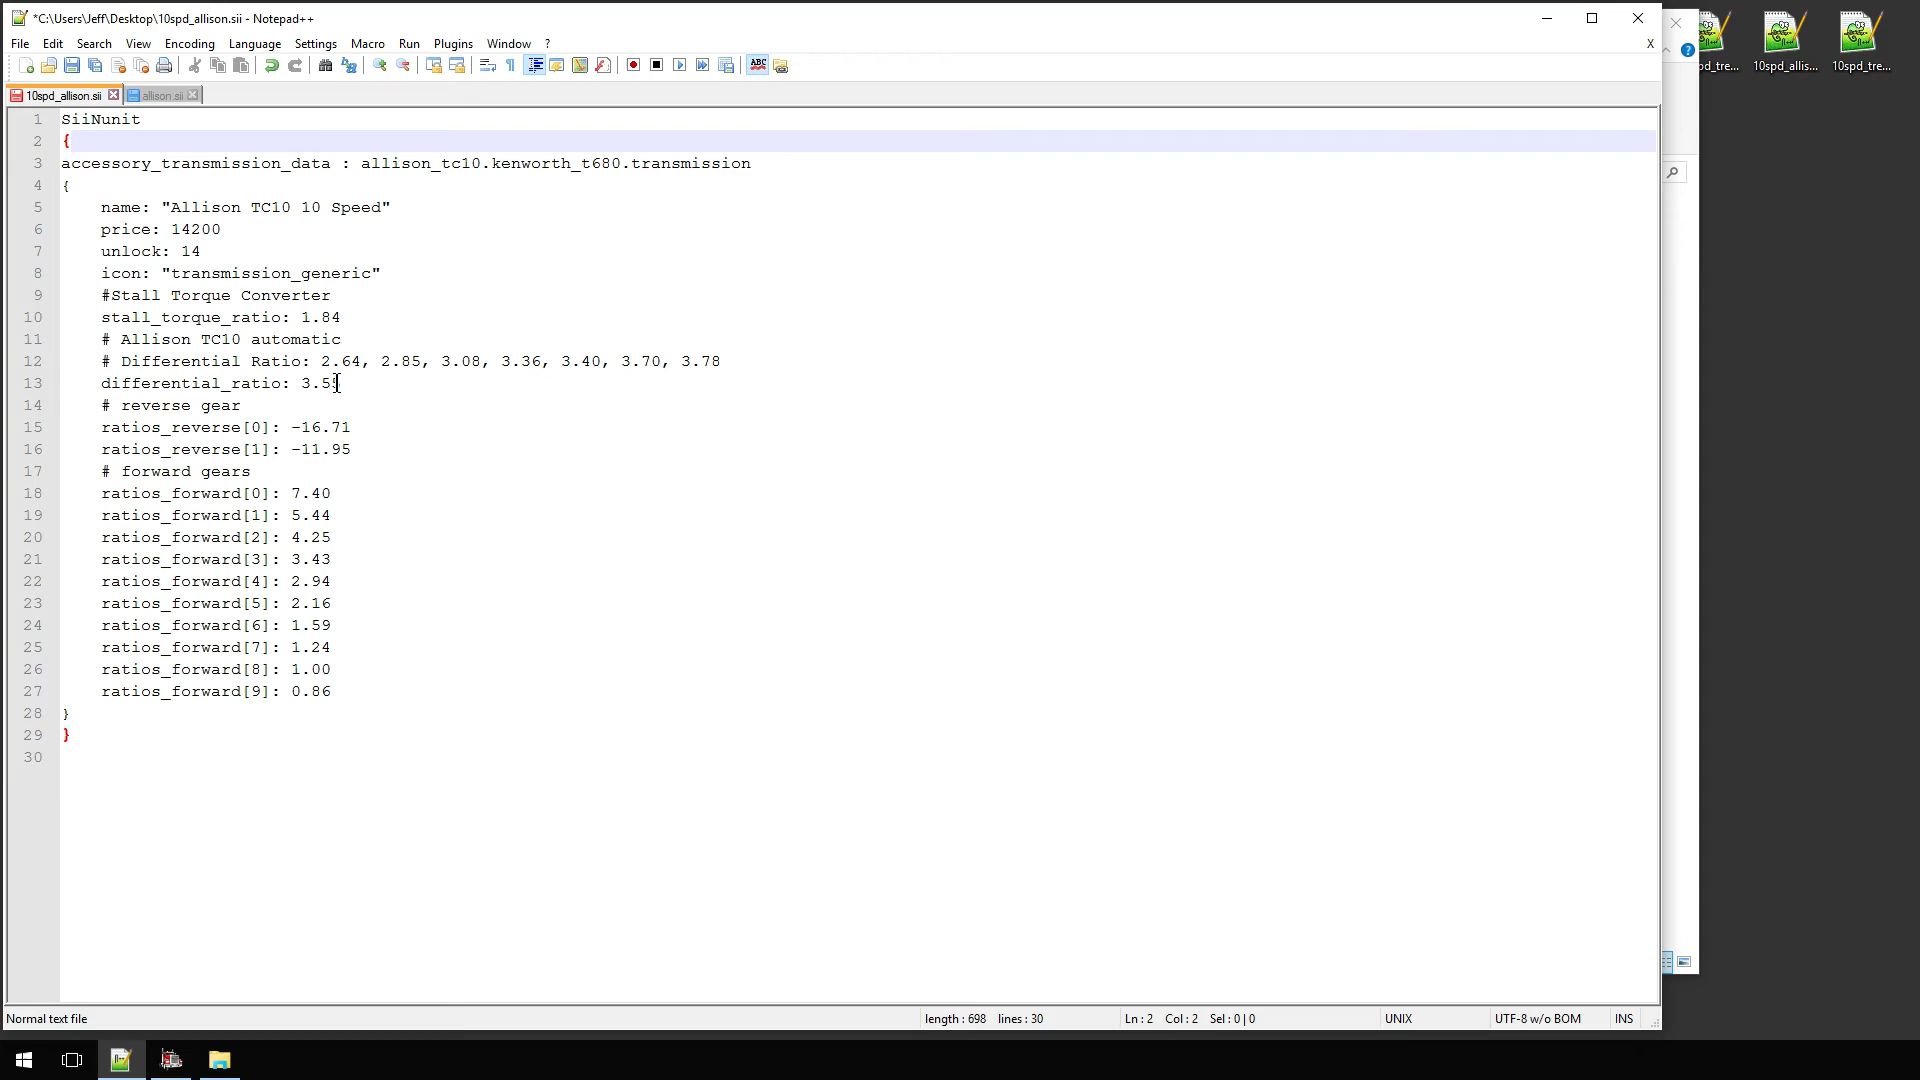 *C:\Users\Jeff\Desktop\10spd_allison.sii - Notepad++
File Edit Search View Encoding Language Settings Macro Run Plugins Window ? X
10spd_allison.sii allison.sii
1 SiiNunit
2 {
3 accessory_transmission_data : allison_tc10.kenworth_t680.transmission
4 {
5 name: "Allison TC10 10 Speed"
6 price: 14200
7 unlock: 14
8 icon: "transmission_generic"
9 #Stall Torque Converter
10 stall_torque_ratio: 1.84
11 # Allison TC10 automatic
12 # Differential Ratio: 2.64, 2.85, 3.08, 3.36, 3.40, 3.70, 3.78
13 differential_ratio: 3.55
14 # reverse gear
15 ratios_reverse[0]: -16.71
16 ratios_reverse[1]: -11.95
17 # forward gears
18 ratios_forward[0]: 7.40
19 ratios_forward[1]: 5.44
20 ratios_forward[2]: 4.25
21 ratios_forward[3]: 3.43
22 ratios_forward[4]: 2.94
23 ratios_forward[5]: 2.16
24 ratios_forward[6]: 1.59
25 ratios_forward[7]: 1.24
26 ratios_forward[8]: 1.00
27 ratios_forward[9]: 0.86
28 }
29 }
30
Normal text file length : 698 lines : 30 Ln : 2 Col : 2 Sel : 0 | 0 UNIX UTF-8 w/o BOM INS
pd_tre... 10spd_allis... 10spd_tre...